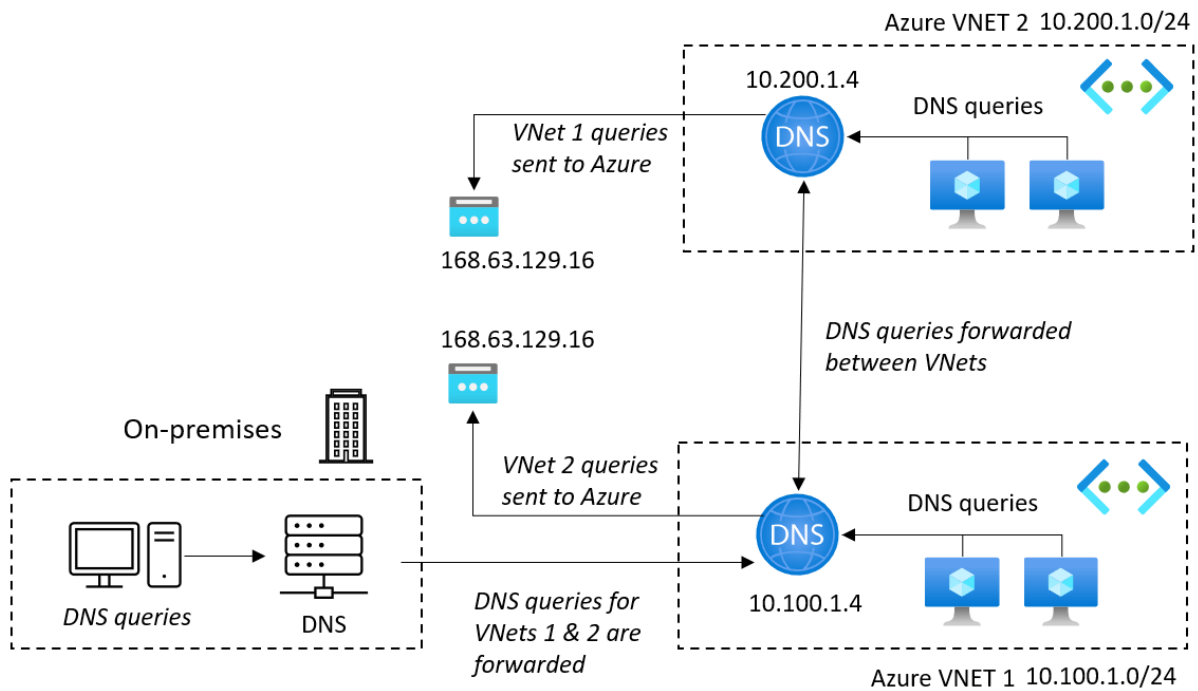 Azure VNET 2 10.200.1.0/24
10.200.1.4
DNS queries
DNS
VNet 1 queries
sent to Azure
168.63.129.16
168.63.129.16
DNS queries forwarded
between VNets
On-premises
VNet 2 queries
sent to Azure
DNS queries
DNS
10.100.1.4
DNS queries
DNS
DNS queries for
VNets 1 & 2 are
forwarded
Azure VNET 1 10.100.1.0/24